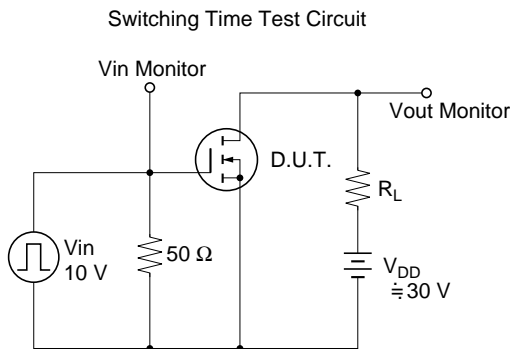 Switching Time Test Circuit
Vin Monitor
Vout Monitor
D.U.T.
RL
Vin
10 V
50 Ω
VDD
≒30 V